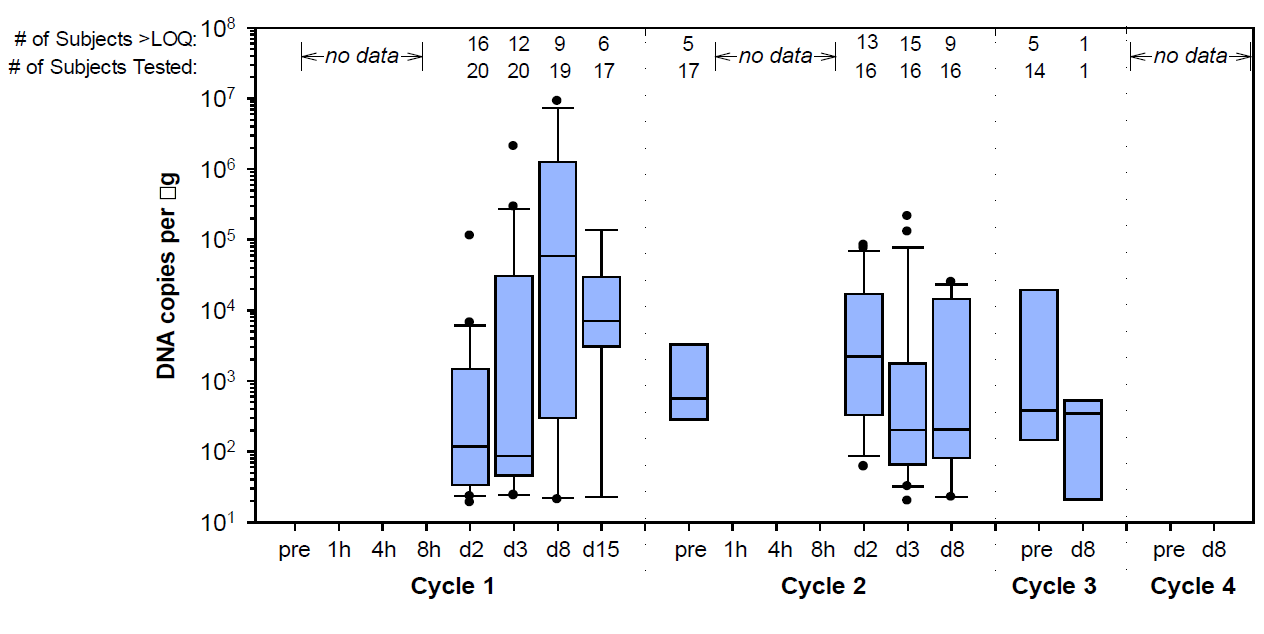 # of Subjects >LOQ: 16 12 9 6 5 13 15 9 5 1
no data no data no data
# of Subjects Tested: 20 20 19 17 17 16 16 16 14 1
10⁸
10⁷
10⁶
10⁵
10⁴
10³
10²
10¹
DNA copies per □g
pre 1h 4h 8h d2 d3 d8 d15 pre 1h 4h 8h d2 d3 d8 pre d8 pre d8
Cycle 1 Cycle 2 Cycle 3 Cycle 4